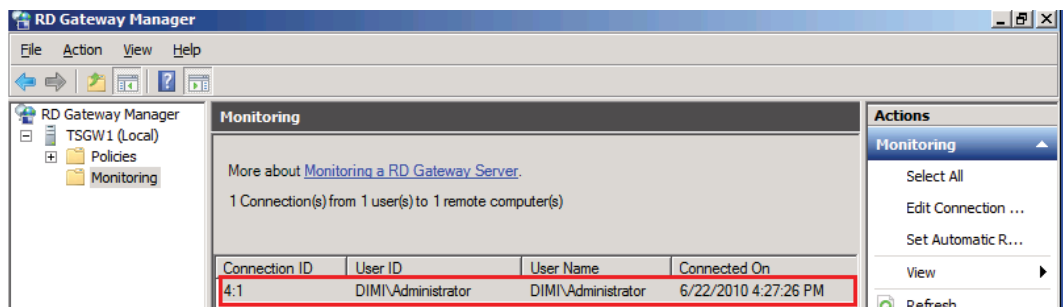 RD Gateway Manager
File Action View Help
RD Gateway Manager
TSGW1 (Local)
Policies
Monitoring
Monitoring
More about Monitoring a RD Gateway Server.
1 Connection(s) from 1 user(s) to 1 remote computer(s)
Connection ID User ID User Name Connected On
4:1 DIMI\Administrator DIMI\Administrator 6/22/2010 4:27:26 PM
Actions
Monitoring
Select All
Edit Connection ...
Set Automatic R...
View
Refresh